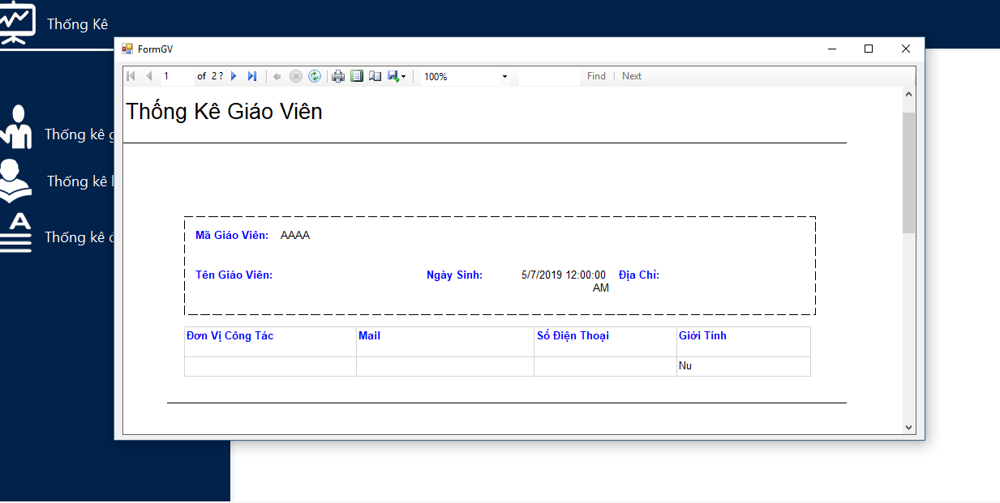 Thống Kê
FormGV
1 of 2 ? 100% Find | Next
Thống Kê Giáo Viên
Thống kê
Thống kê
Thống kê
Mã Giáo Viên: AAAA
Tên Giáo Viên: Ngày Sinh: 5/7/2019 12:00:00 AM Địa Chỉ:
Đơn Vị Công Tác Mail Số Điện Thoại Giới Tính
Nu
A